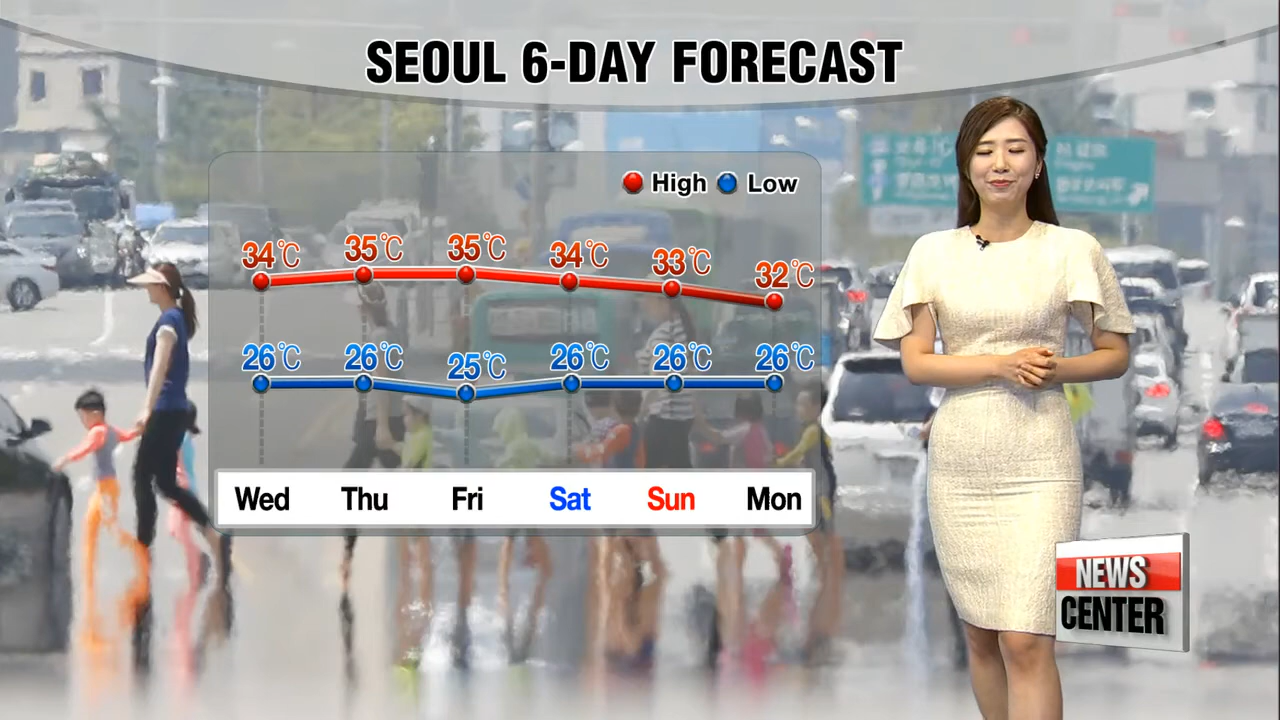 SEOUL 6-DAY FORECAST
High Low
34℃ 35℃ 35℃ 34℃ 33℃ 32℃
26℃ 26℃ 25℃ 26℃ 26℃ 26℃
Wed Thu Fri Sat Sun Mon
NEWS
CENTER